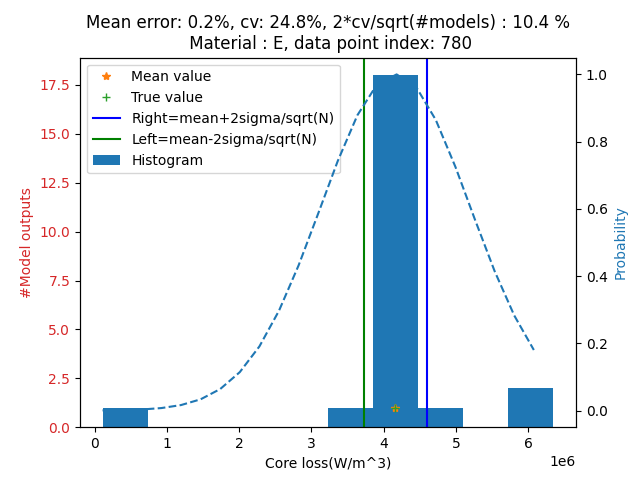 Mean error: 0.2%, cv: 24.8%, 2*cv/sqrt(#models) : 10.4 %
Material : E, data point index: 780
Mean value
True value
Right=mean+2sigma/sqrt(N)
Left=mean-2sigma/sqrt(N)
Histogram
17.5
15.0
12.5
10.0
7.5
5.0
2.5
0.0
#Model outputs
1.0
0.8
0.6
0.4
0.2
0.0
Probability
0 1 2 3 4 5 6
1e6
Core loss(W/m^3)